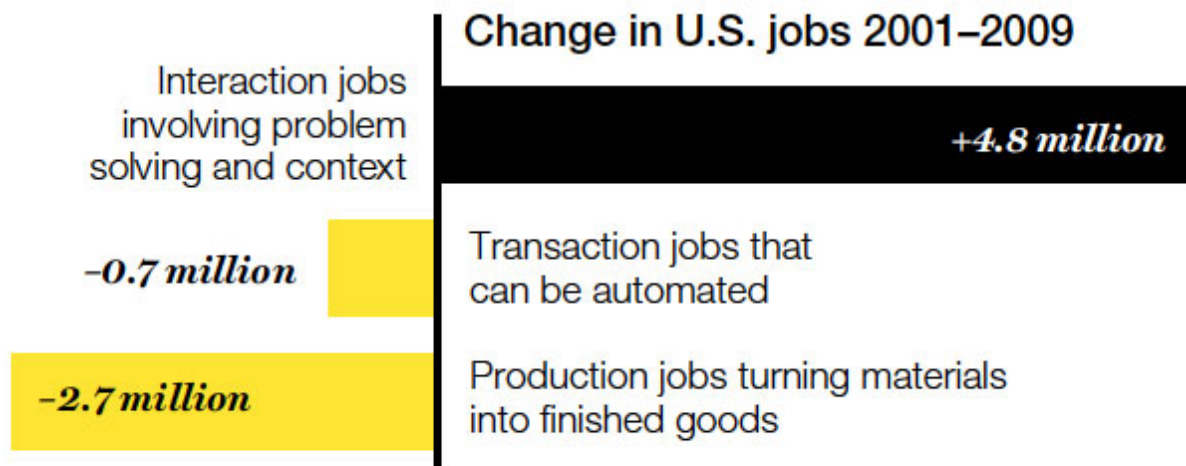 Change in U.S. jobs 2001–2009
Interaction jobs
involving problem
solving and context
+4.8 million
–0.7 million
Transaction jobs that
can be automated
–2.7 million
Production jobs turning materials
into finished goods